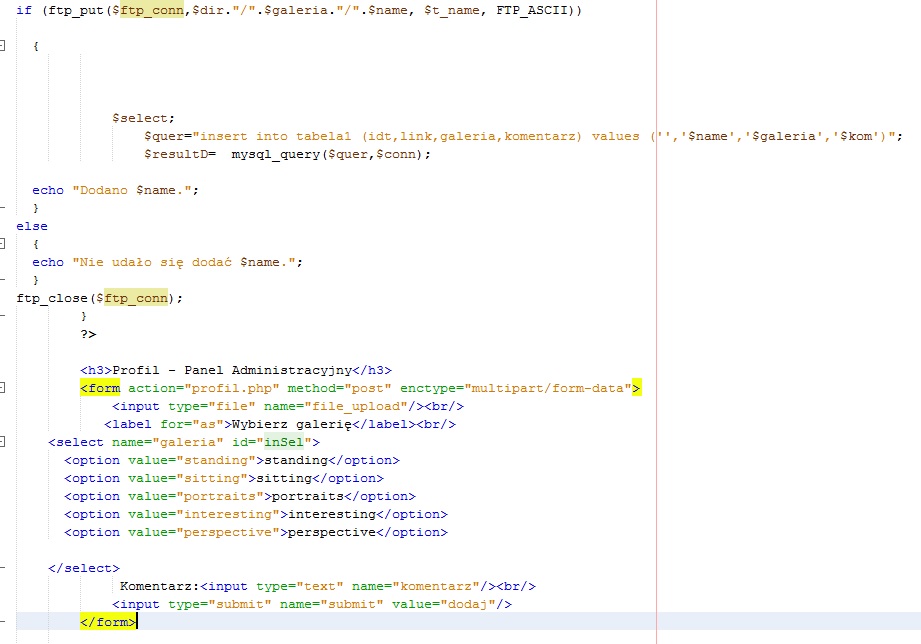 if (ftp_put($ftp_conn,$dir."/".$galeria."/".$name, $t_name, FTP_ASCII))
{
$select;
$quer="insert into tabela1 (idt,link,galeria,komentarz) values ('','$name','$galeria','$kom')";
$resultD=  mysql_query($quer,$conn);
echo "Dodano $name.";
}
else
{
echo "Nie udało się dodać $name.";
}
ftp_close($ftp_conn);
}
?>
<h3>Profil - Panel Administracyjny</h3>
<form action="profil.php" method="post" enctype="multipart/form-data">
<input type="file" name="file_upload"/><br/>
<label for="as">Wybierz galerię</label><br/>
<select name="galeria" id="inSel">
<option value="standing">standing</option>
<option value="sitting">sitting</option>
<option value="portraits">portraits</option>
<option value="interesting">interesting</option>
<option value="perspective">perspective</option>
</select>
Komentarz:<input type="text" name="komentarz"/><br/>
<input type="submit" name="submit" value="dodaj"/>
</form>